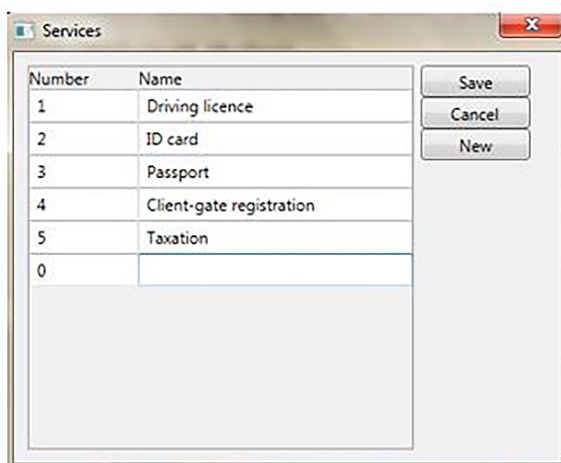 Services
Number Name
1 Driving licence
2 ID card
3 Passport
4 Client-gate registration
5 Taxation
0
Save
Cancel
New